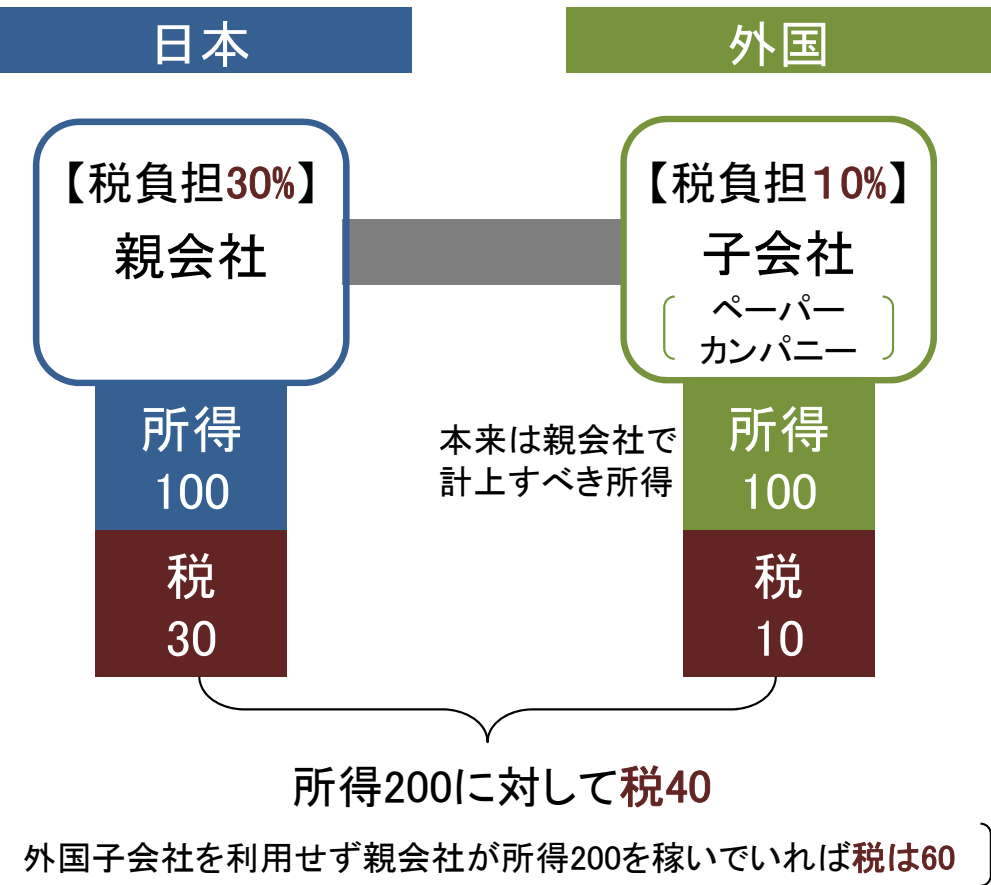 日本
外国
【税負担30%】
親会社
【税負担10%】
子会社
ペーパー
カンパニー
所得
100
本来は親会社で
計上すべき所得
所得
100
税
30
税
10
所得200に対して税40
外国子会社を利用せず親会社が所得200を稼いでいれば税は60